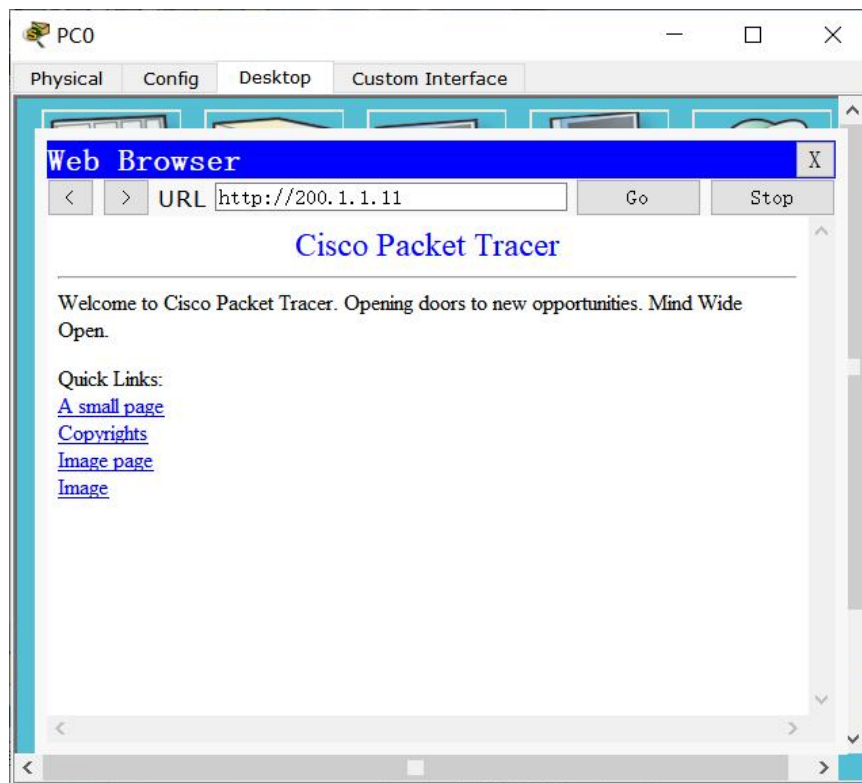 PC0
Physical Config Desktop Custom Interface
Web Browser X
< > URL http://200.1.1.11 Go Stop
Cisco Packet Tracer
Welcome to Cisco Packet Tracer. Opening doors to new opportunities. Mind Wide
Open.
Quick Links:
A small page
Copyrights
Image page
Image